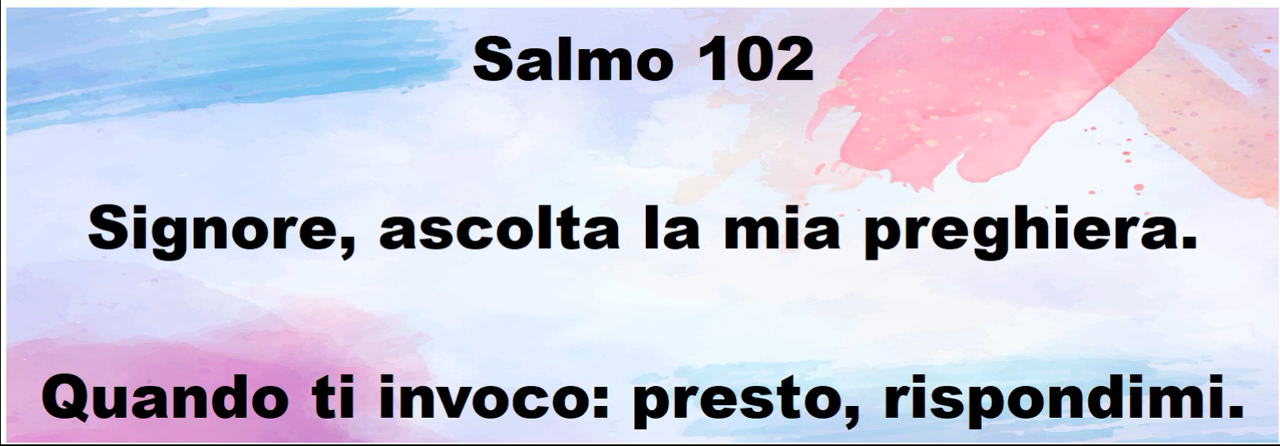 Salmo 102
Signore, ascolta la mia preghiera.
Quando ti invoco: presto, rispondimi.